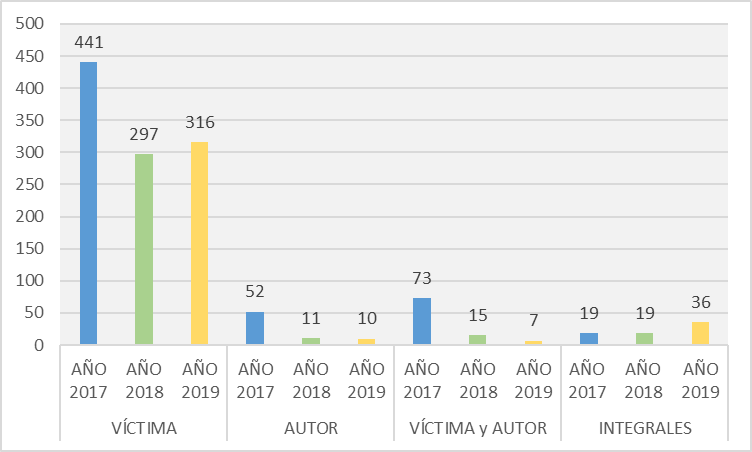 500
450
400
350
300
250
200
150
100
50
0
441
297
316
52
11
10
73
15
7
19
19
36
AÑO 2017
AÑO 2018
AÑO 2019
AÑO 2017
AÑO 2018
AÑO 2019
AÑO 2017
AÑO 2018
AÑO 2019
AÑO 2017
AÑO 2018
AÑO 2019
VÍCTIMA
AUTOR
VÍCTIMA y AUTOR
INTEGRALES